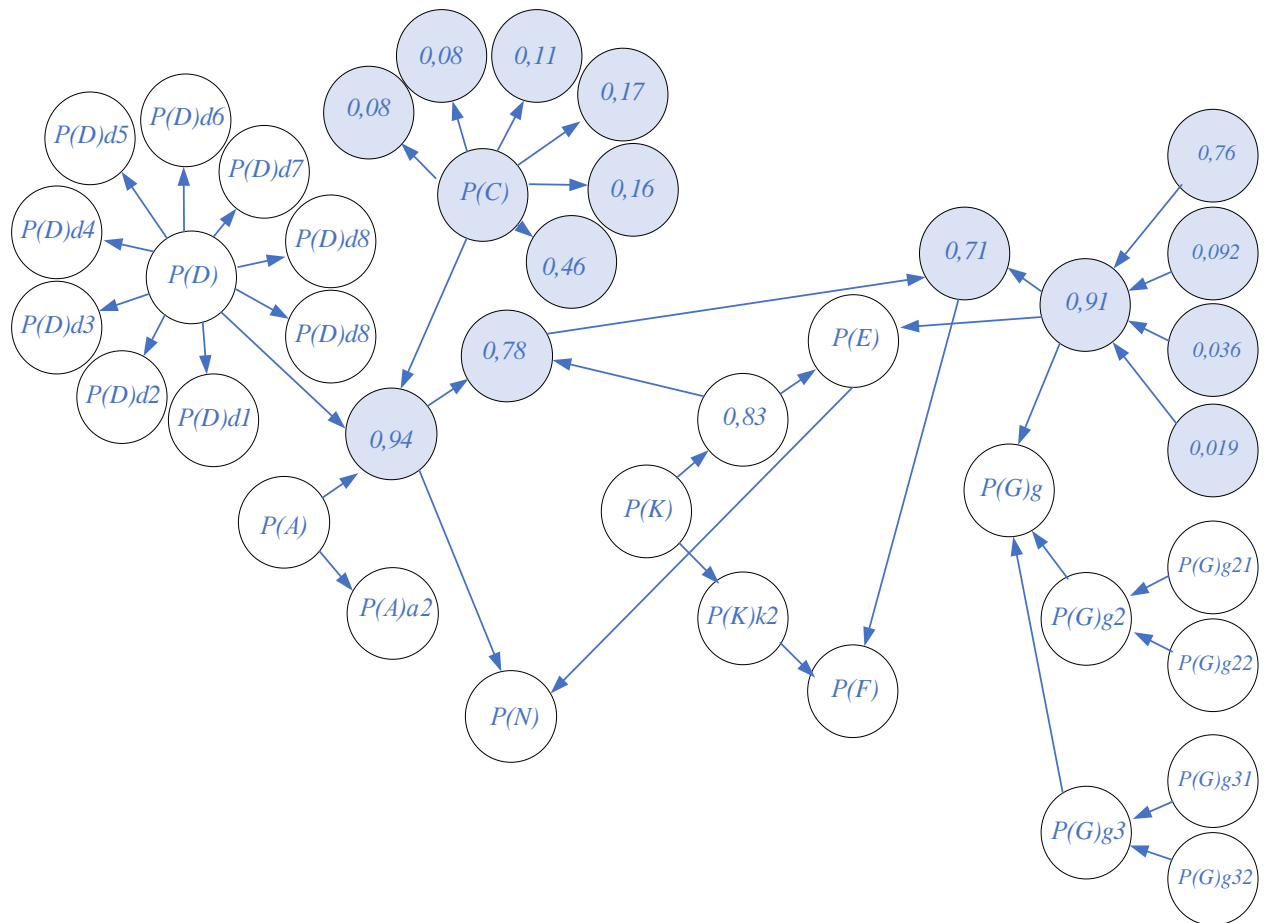 0,08
0,11
0,17
0,08
P(D)d6
P(D)d5
P(D)d7
0,76
P(C)
0,16
P(D)d4
P(D)d8
0,71
0,092
0,46
P(D)
0,91
P(D)d3
P(D)d8
P(E)
0,78
0,036
P(D)d2
P(D)d1
0,83
0,94
0,019
P(G)g
P(K)
P(A)
P(G)g21
P(A)a2
P(K)k2
P(G)g2
P(G)g22
P(F)
P(N)
P(G)g31
P(G)g3
P(G)g32